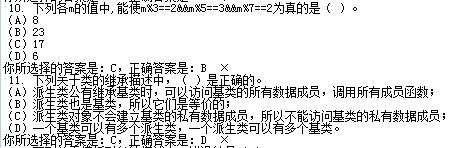 10. 下列各m的值中,能使m%3==2&&m%5==3&&m%7==2为真的是( )。
(A)8
(B)23
(C)17
(D)6
你所选择的答案是：C，正确答案是：B  ×
11. 下列关于类的继承描述中，( )是正确的。
(A)派生类公有继承基类时，可以访问基类的所有数据成员，调用所有成员函数；
(B)派生类也是基类，所以它们是等价的；
(C)派生类对象不会建立基类的私有数据成员，所以不能访问基类的私有数据成员；
(D)一个基类可以有多个派生类，一个派生类可以有多个基类。
你所选择的答案是：C，正确答案是：D  ×